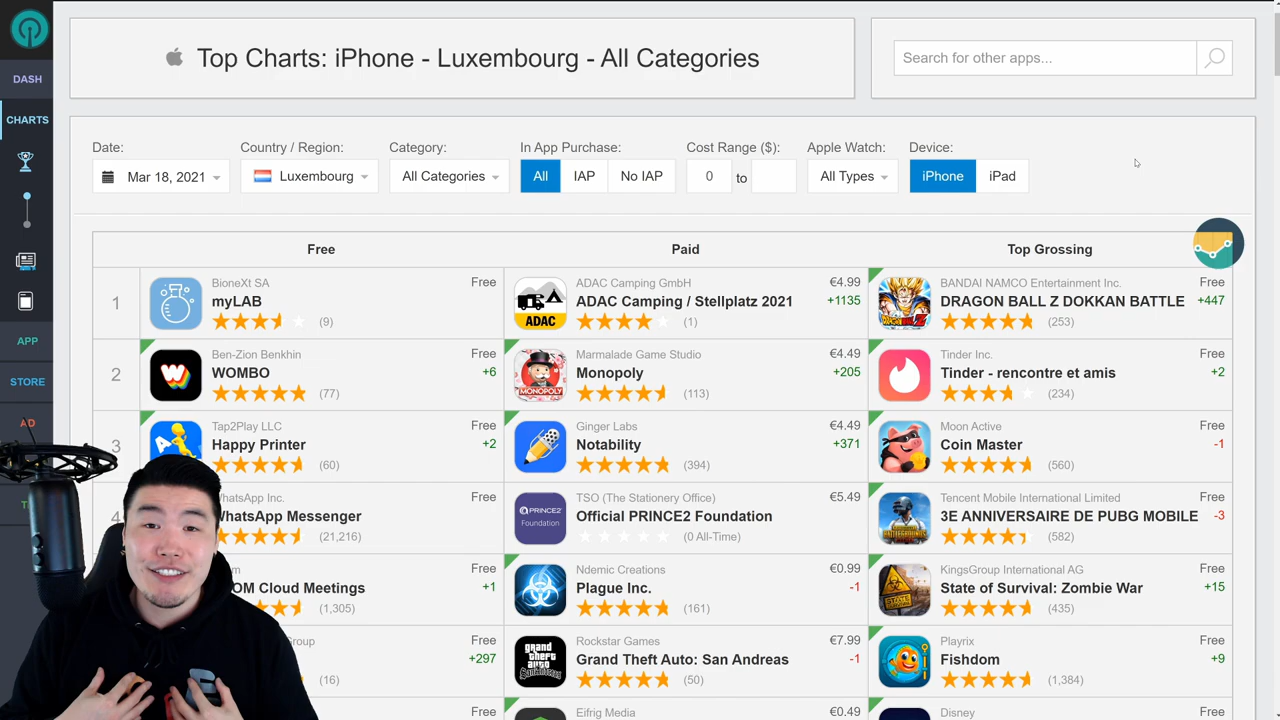 Top Charts: iPhone - Luxembourg - All Categories
Search for other apps...
DASH
CHARTS
APP
STORE
AD
Date:
Country / Region:
Category:
In App Purchase:
Cost Range ($):
Apple Watch:
Device:
Mar 18, 2021
Luxembourg
All Categories
All
IAP
No IAP
0
to
All Types
iPhone
iPad
Free
Paid
Top Grossing
1
BioneXt SA
Free
myLAB
(9)
ADAC Camping GmbH
€4.99
ADAC Camping / Stellplatz 2021
+1135
(1)
ADAC
BANDAI NAMCO Entertainment Inc.
Free
DRAGON BALL Z DOKKAN BATTLE
+447
(253)
2
Ben-Zion Benkhin
Free
WOMBO
+6
(77)
Marmalade Game Studio
€4.49
Monopoly
+205
(113)
MONOPOLY
Tinder Inc.
Free
Tinder - rencontre et amis
+2
(234)
3
Tap2Play LLC
Free
Happy Printer
+2
(60)
Ginger Labs
€4.49
Notability
+371
(394)
Moon Active
Free
Coin Master
-1
(560)
4
WhatsApp Inc.
Free
WhatsApp Messenger
(21,216)
TSO (The Stationery Office)
€5.49
Official PRINCE2 Foundation
(0 All-Time)
PRINCE2
Foundation
Tencent Mobile International Limited
Free
3E ANNIVERSAIRE DE PUBG MOBILE
-3
(582)
Free
OM Cloud Meetings
+1
(1,305)
Ndemic Creations
€0.99
Plague Inc.
-1
(161)
KingsGroup International AG
Free
State of Survival: Zombie War
+15
(435)
Group
Free
+297
(16)
Rockstar Games
€7.99
Grand Theft Auto: San Andreas
-1
(50)
grand
theft
auto
Playrix
Free
Fishdom
+9
(1,384)
Free
Eifrig Media
€0.49
Disney
Free